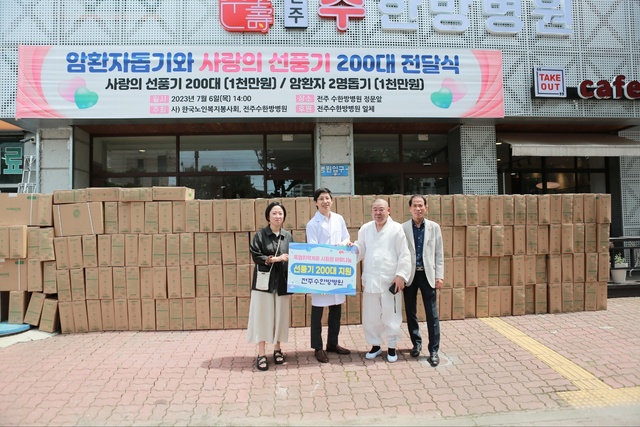 수 壽 전주 수한방병원
암환자돕기와 사랑의 선풍기 200대 전달식
사랑의 선풍기 200대 (1천만원) / 암환자 2명돕기 (1천만원)
2023년 7월 6일(목) 14:00 전주 수한방병원 정문앞
사) 한국노인복지봉사회, 전주수한방병원 전주수한방병원 일체
TAKE OUT
cafe
료
선풍기 200대 지원
전주수한방병원